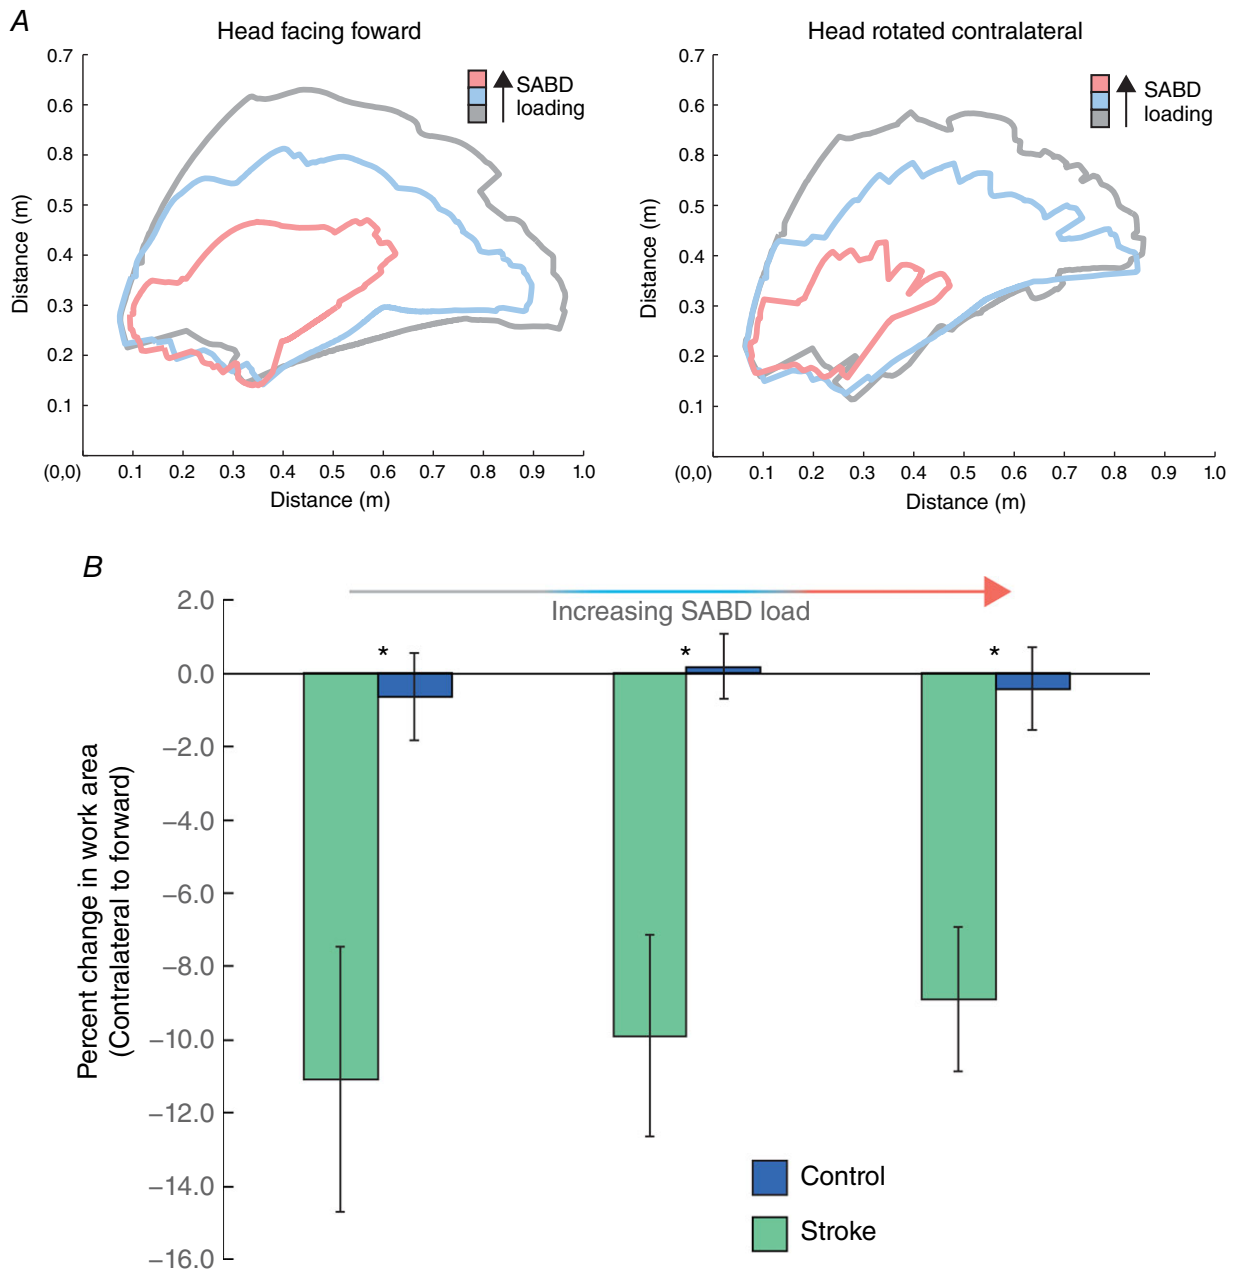 A
Head facing foward
Head rotated contralateral
0.7
0.6
0.8
0.5
0.4
0.3
0.2
0.1
Distance (m)
SABD
loading
(0,0)
0.1 0.2 0.3 0.4 0.5 0.6 0.7 0.8 0.9 1.0
Distance (m)
0.7
0.6
0.8
0.5
0.4
0.3
0.2
0.1
Distance (m)
SABD
loading
(0,0)
0.1 0.2 0.3 0.4 0.5 0.6 0.7 0.8 0.9 1.0
Distance (m)
B
Increasing SABD load
2.0
0.0
−2.0
−4.0
−6.0
−8.0
−10.0
−12.0
−14.0
−16.0
Percent change in work area
(Contralateral to forward)
* * *
Control
Stroke